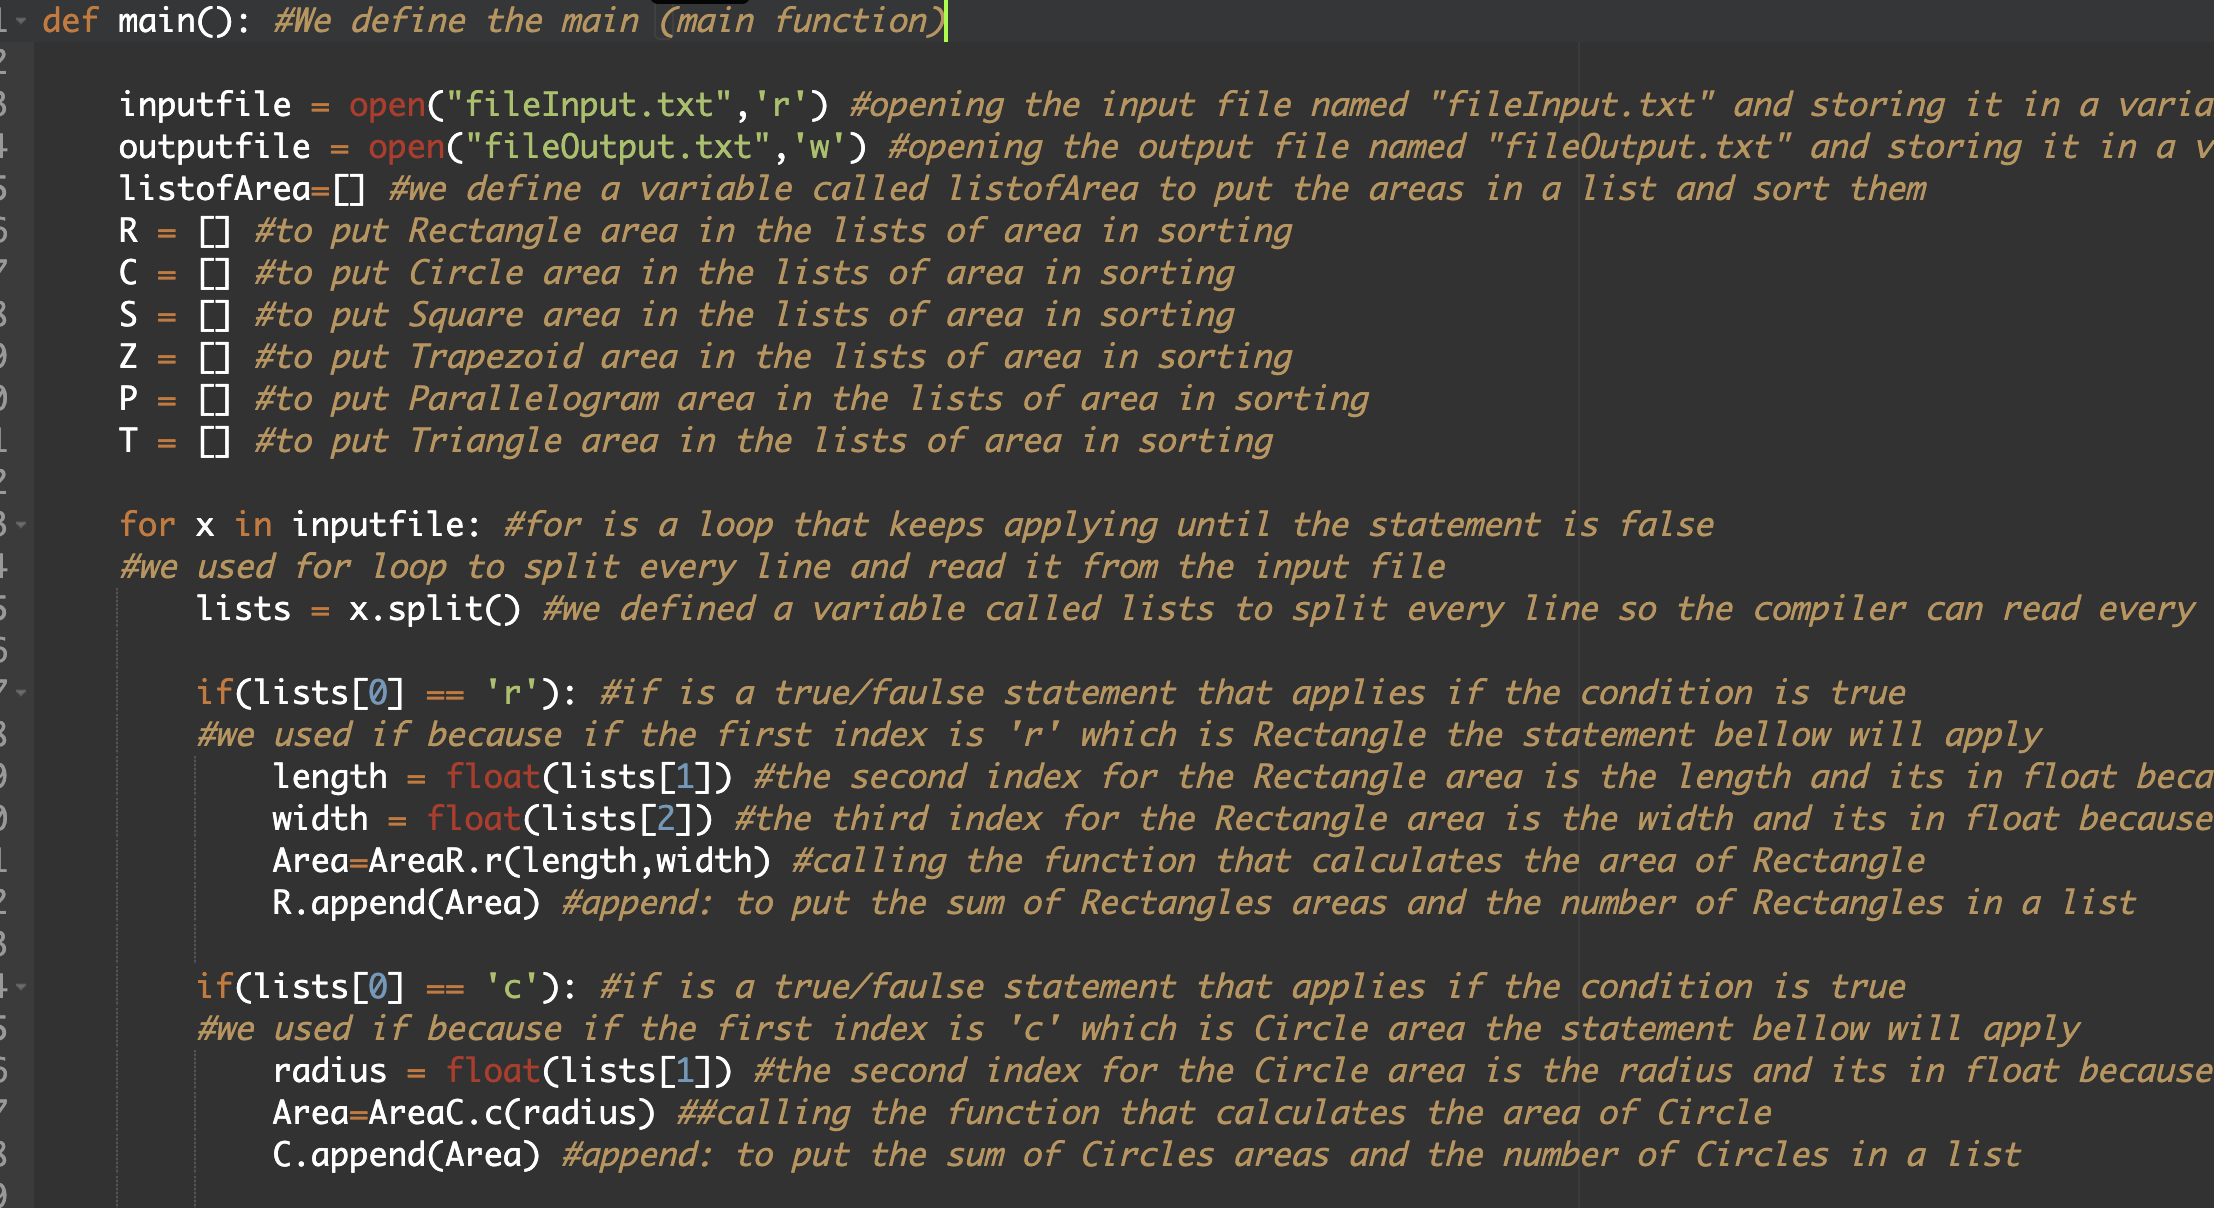 def main(): #We define the main (main function)
inputfile = open("fileInput.txt",'r') #opening the input file named "fileInput.txt" and storing it in a
outputfile = open("fileOutput.txt",'w') #opening the output file named "fileOutput.txt" and storing it in a
listofArea=[] #we define a variable called listofArea to put the areas in a list and sort them
R = [] #to put Rectangle area in the lists of area in sorting
C = [] #to put Circle area in the lists of area in sorting
S = [] #to put Square area in the lists of area in sorting
Z = [] #to put Trapezoid area in the lists of area in sorting
P = [] #to put Parallelogram area in the lists of area in sorting
T = [] #to put Triangle area in the lists of area in sorting
for x in inputfile: #for is a loop that keeps applying until the statement is false
#we used for loop to split every line and read it from the input file
lists = x.split() #we defined a variable called lists to split every line so the compiler can read every
if(lists[0] == 'r'): #if is a true/faulse statement that applies if the condition is true
#we used if because if the first index is 'r' which is Rectangle the statement bellow will apply
length = float(lists[1]) #the second index for the Rectangle area is the length and its in float
width = float(lists[2]) #the third index for the Rectangle area is the width and its in float because
Area=AreaR.r(length,width) #calling the function that calculates the area of Rectangle
R.append(Area) #append: to put the sum of Rectangles areas and the number of Rectangles in a list
if(lists[0] == 'c'): #if is a true/faulse statement that applies if the condition is true
#we used if because if the first index is 'c' which is Circle area the statement bellow will apply
radius = float(lists[1]) #the second index for the Circle area is the radius and its in float because
Area=AreaC.c(radius) ##calling the function that calculates the area of Circle
C.append(Area) #append: to put the sum of Circles areas and the number of Circles in a list